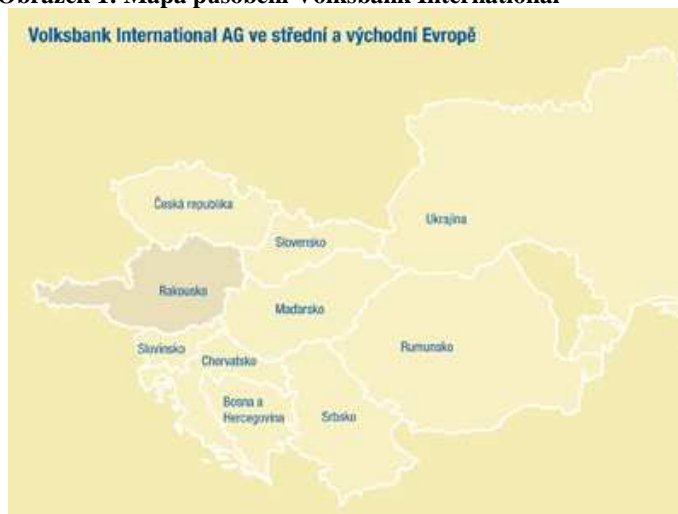 Obrázek 1: Mapa působení Volksbank International
Volksbank International AG ve střední a východní Evropě
Česká republika
Slovensko
Ukrajina
Rakousko
Maďarsko
Slovinsko
Chorvatsko
Rumunsko
Bosna a
Hercegovina
Srbsko